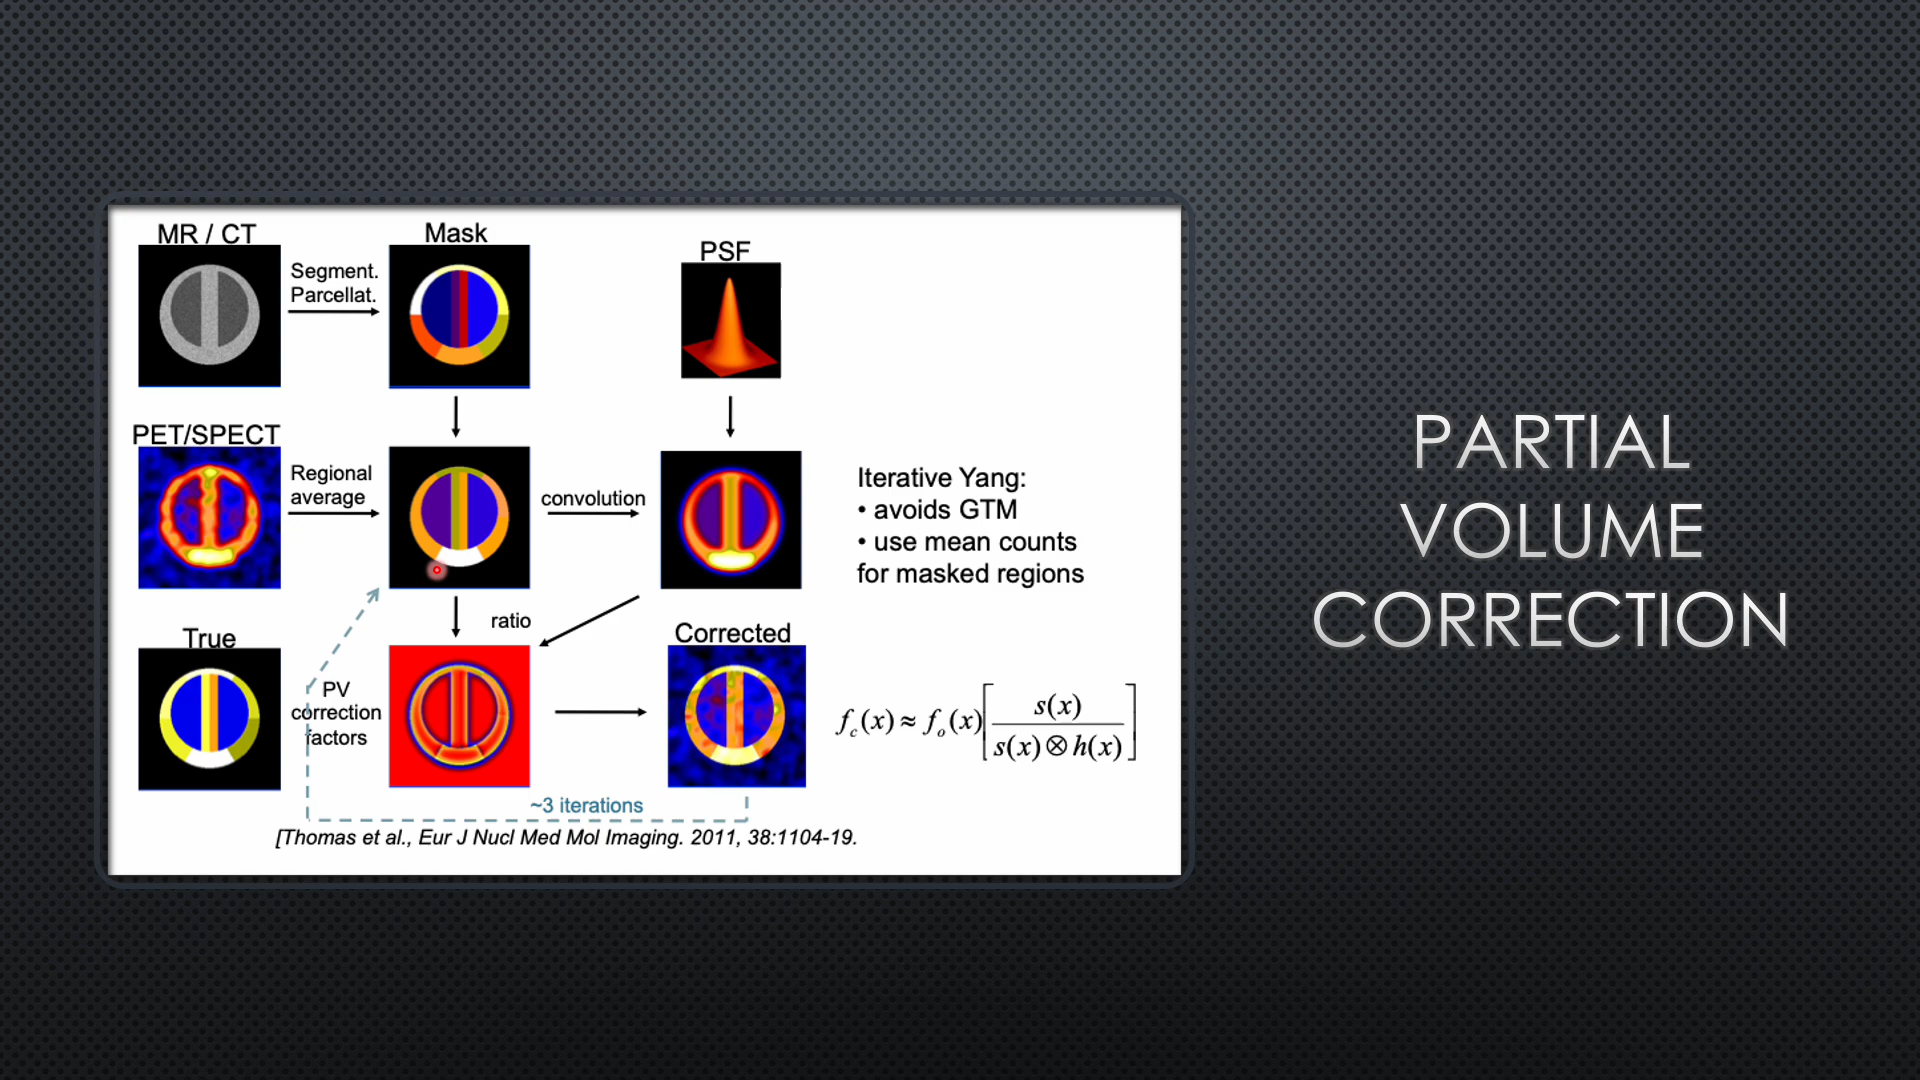 MR / CT
Segment.
Parcellat.
Mask
PSF
PET/SPECT
Regional
average
convolution
Iterative Yang:
• avoids GTM
• use mean counts
for masked regions
True
PV
correction
factors
ratio
Corrected
f_c(x) ≈ f_o(x)[s(x) / s(x) ⊗ h(x)]
~3 iterations
[Thomas et al., Eur J Nucl Med Mol Imaging. 2011, 38:1104-19.
PARTIAL
VOLUME
CORRECTION